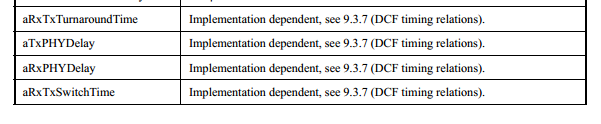 aRxTxTurnaroundTime Implementation dependent, see 9.3.7 (DCF timing relations).
aTxPHYDelay Implementation dependent, see 9.3.7 (DCF timing relations).
aRxPHYDelay Implementation dependent, see 9.3.7 (DCF timing relations).
aRxTxSwitchTime Implementation dependent, see 9.3.7 (DCF timing relations).